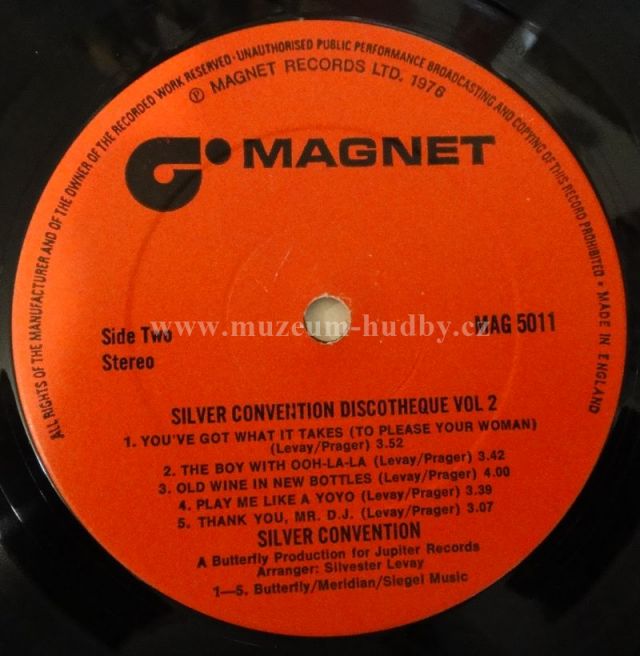 ALL RIGHTS OF THE MANUFACTURER AND OF THE OWNER OF THE RECORDED WORK RESERVED · UNAUTHORISED PUBLIC PERFORMANCE BROADCASTING AND COPYING OF THIS RECORD PROHIBITED • MADE IN ENGLAND
℗ MAGNET RECORDS LTD. 1976
MAGNET
www.muzeum-hudby.cz
Side Two
MAG 5011
Stereo
SILVER CONVENTION DISCOTHEQUE VOL 2
1. YOU'VE GOT WHAT IT TAKES (TO PLEASE YOUR WOMAN)
(Levay/Prager) 3.52
2. THE BOY WITH OOH-LA-LA (Levay/Prager) 3.42
3. OLD WINE IN NEW BOTTLES (Levay/Prager) 4.00
4. PLAY ME LIKE A YOYO (Levay/Prager) 3.39
5. THANK YOU, MR. D.J. (Levay/Prager) 3.07
SILVER CONVENTION
A Butterfly Production for Jupiter Records
Arranger: Silvester Levay
1—5. Butterfly/Meridian/Siegel Music